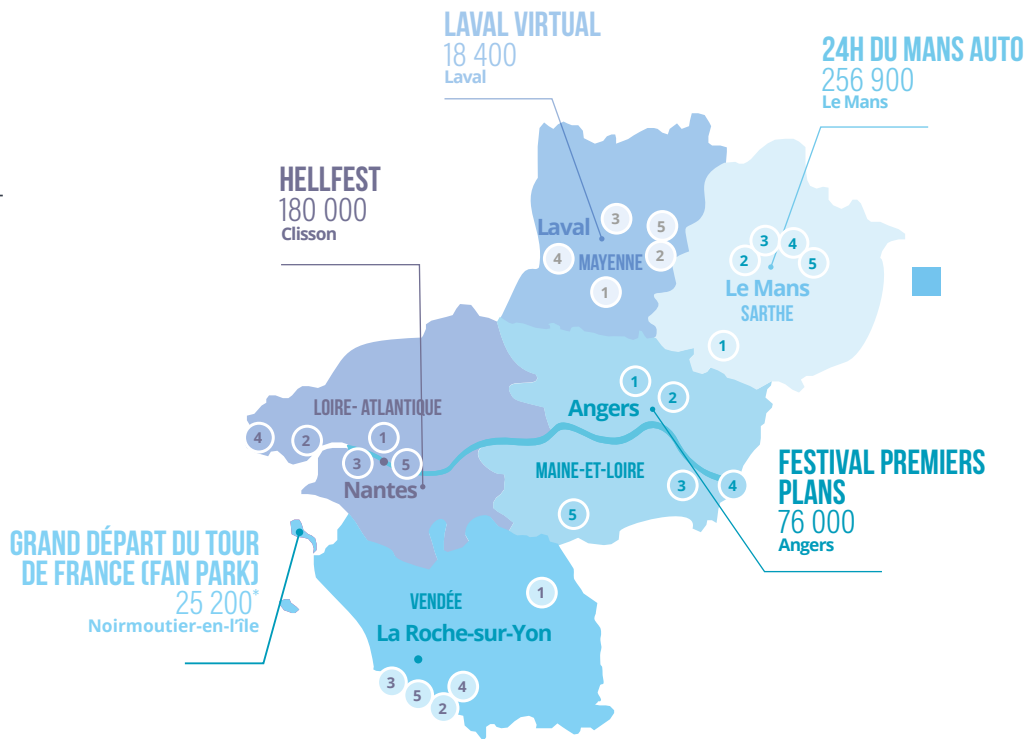 LAVAL VIRTUAL
18 400
Laval
24H DU MANS AUTO
256 900
Le Mans
HELLFEST
180 000
Clisson
Laval
3
5
4
MAYENNE
2
1
3
4
2
5
Le Mans
SARTHE
1
1
2
Angers
LOIRE- ATLANTIQUE
4
2
1
3
5
Nantes
MAINE-ET-LOIRE
3
4
5
FESTIVAL PREMIERS
PLANS
76 000
Angers
GRAND DÉPART DU TOUR
DE FRANCE (FAN PARK)
25 200*
Noirmoutier-en-l'île
VENDÉE
1
La Roche-sur-Yon
3
5
2
4